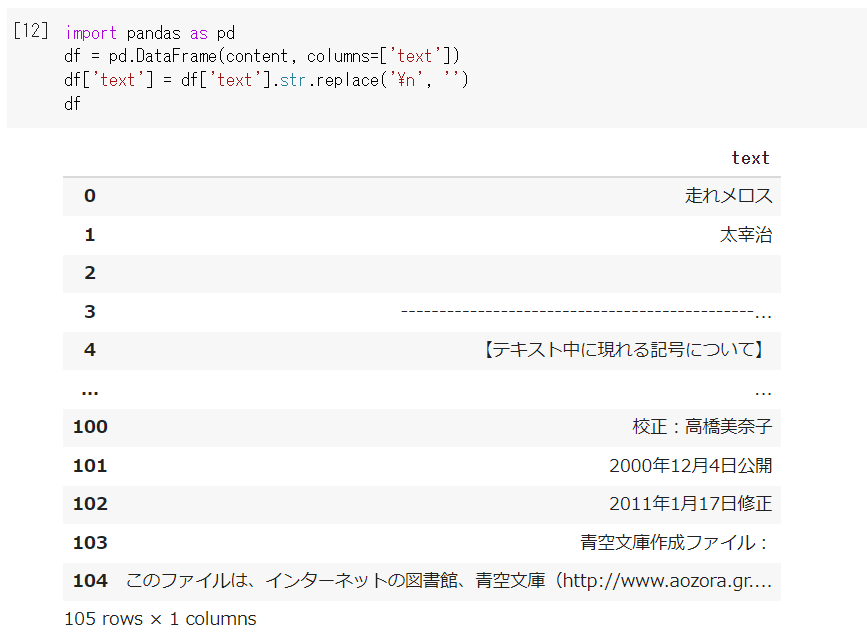 [12] import pandas as pd
df = pd.DataFrame(content, columns=['text'])
df['text'] = df['text'].str.replace('¥n', '')
df
text
0 走れメロス
1 太宰治
2
3 ----------------------------------------------...
4 【テキスト中に現れる記号について】
... ...
100 校正：高橋美奈子
101 2000年12月4日公開
102 2011年1月17日修正
103 青空文庫作成ファイル：
104 このファイルは、インターネットの図書館、青空文庫（http://www.aozora.gr....
105 rows × 1 columns